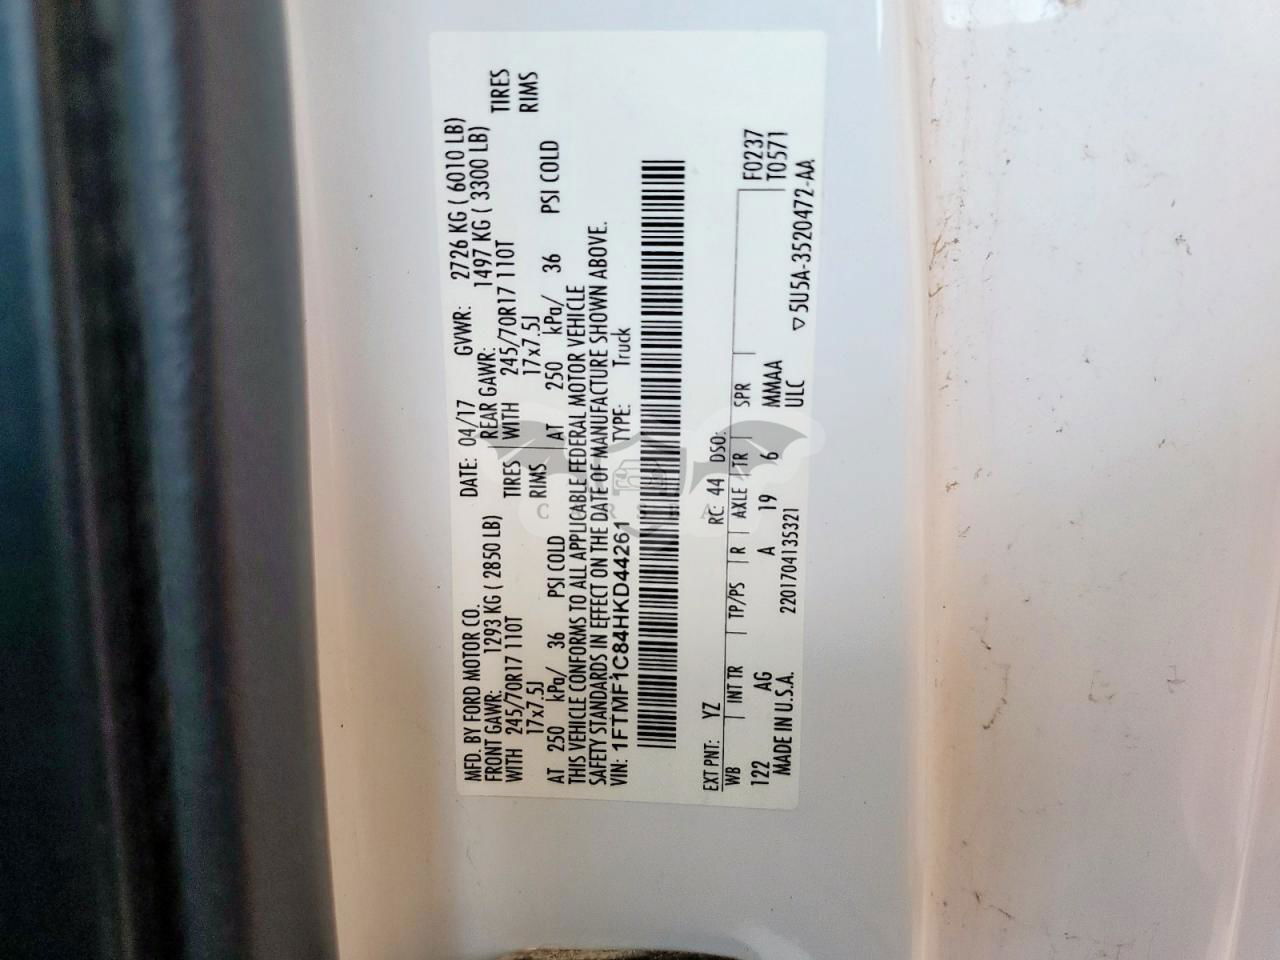 MFD. BY FORD MOTOR CO.
DATE: 04/17 GVWR: 2726 KG ( 6010 LB)
FRONT GAWR: 1293 KG ( 2850 LB) REAR GAWR: 1497 KG ( 3300 LB)
WITH 245/70R17 110T TIRES WITH 245/70R17 110T TIRES
17x7.5J RIMS 17x7.5J RIMS
AT 250 kPa/ 36 PSI COLD AT 250 kPa/ 36 PSI COLD
THIS VEHICLE CONFORMS TO ALL APPLICABLE FEDERAL MOTOR VEHICLE
SAFETY STANDARDS IN EFFECT ON THE DATE OF MANUFACTURE SHOWN ABOVE.
VIN: 1FTMF1C84HKD44261 TYPE: Truck
EXT PNT: YZ RC: 44 DSO: F0237
WB INT TR TP/PS R AXLE TR SPR T0571
122 AG A 19 6 MMAA
MADE IN U.S.A. 2201704135321 ULC
▽5U5A-3520472-AA